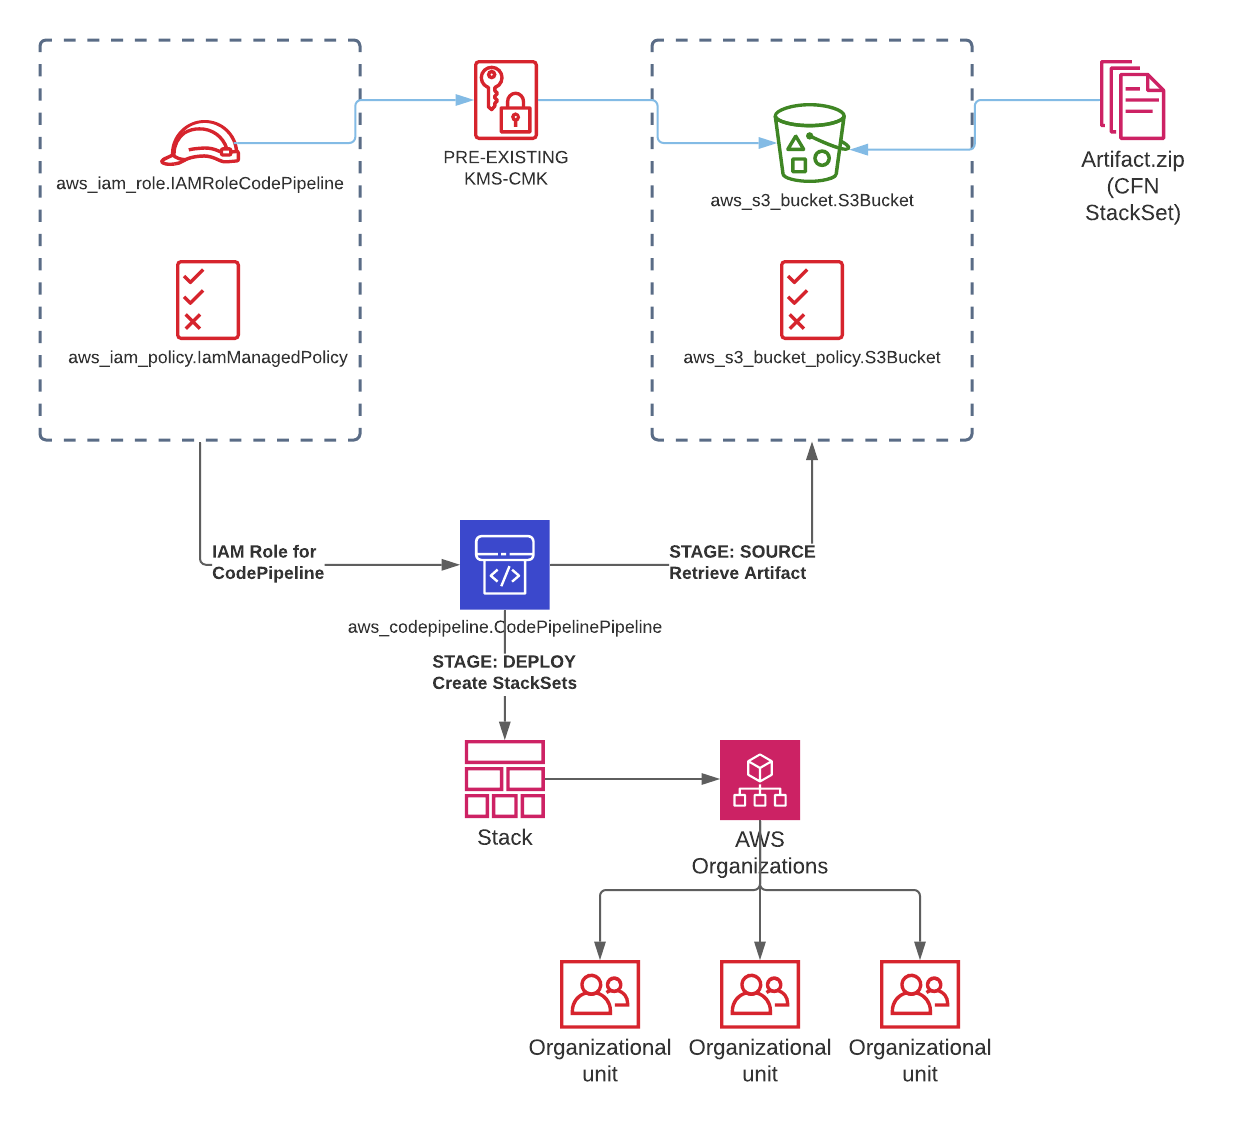 PRE-EXISTING
KMS-CMK
Artifact.zip
(CFN
StackSet)
aws_iam_role.IAMRoleCodePipeline
aws_s3_bucket.S3Bucket
aws_iam_policy.IamManagedPolicy
aws_s3_bucket_policy.S3Bucket
IAM Role for
CodePipeline
STAGE: SOURCE
Retrieve Artifact
aws_codepipeline.CodePipelinePipeline
STAGE: DEPLOY
Create StackSets
Stack
AWS
Organizations
Organizational
unit
Organizational
unit
Organizational
unit